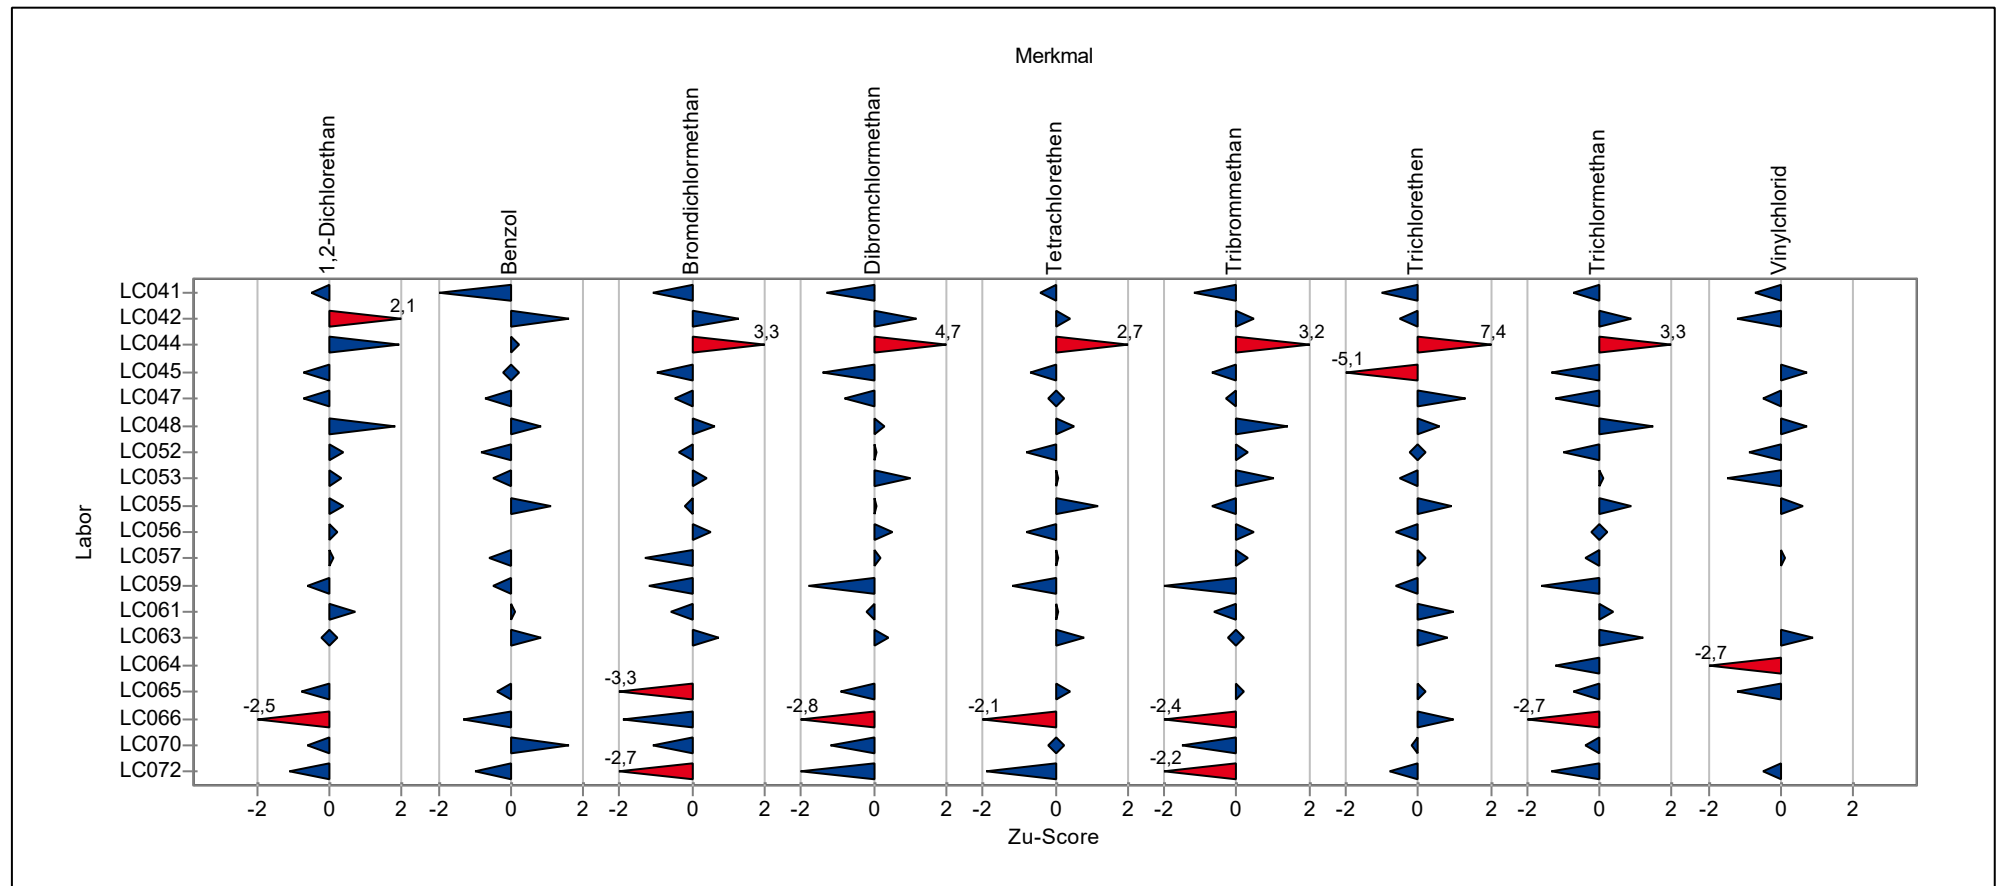 Merkmal
1,2-Dichlorethan
Benzol
Bromdichlormethan
Dibromchlormethan
Tetrachlorethen
Tribrommethan
Trichlorethen
Trichlormethan
Vinylchlorid
Labor
LC041
LC042 2,1
LC044 3,3 4,7 2,7 3,2 7,4 3,3
LC045 -5,1
LC047
LC048
LC052
LC053
LC055
LC056
LC057
LC059
LC061
LC063
LC064 -2,7
LC065 -3,3
LC066 -2,5 -2,8 -2,1 -2,4 -2,7
LC070
LC072 -2,7 -2,2
-2 0 2 -2 0 2 -2 0 2 -2 0 2 -2 0 2 -2 0 2 -2 0 2 -2 0 2 -2 0 2
Zu-Score